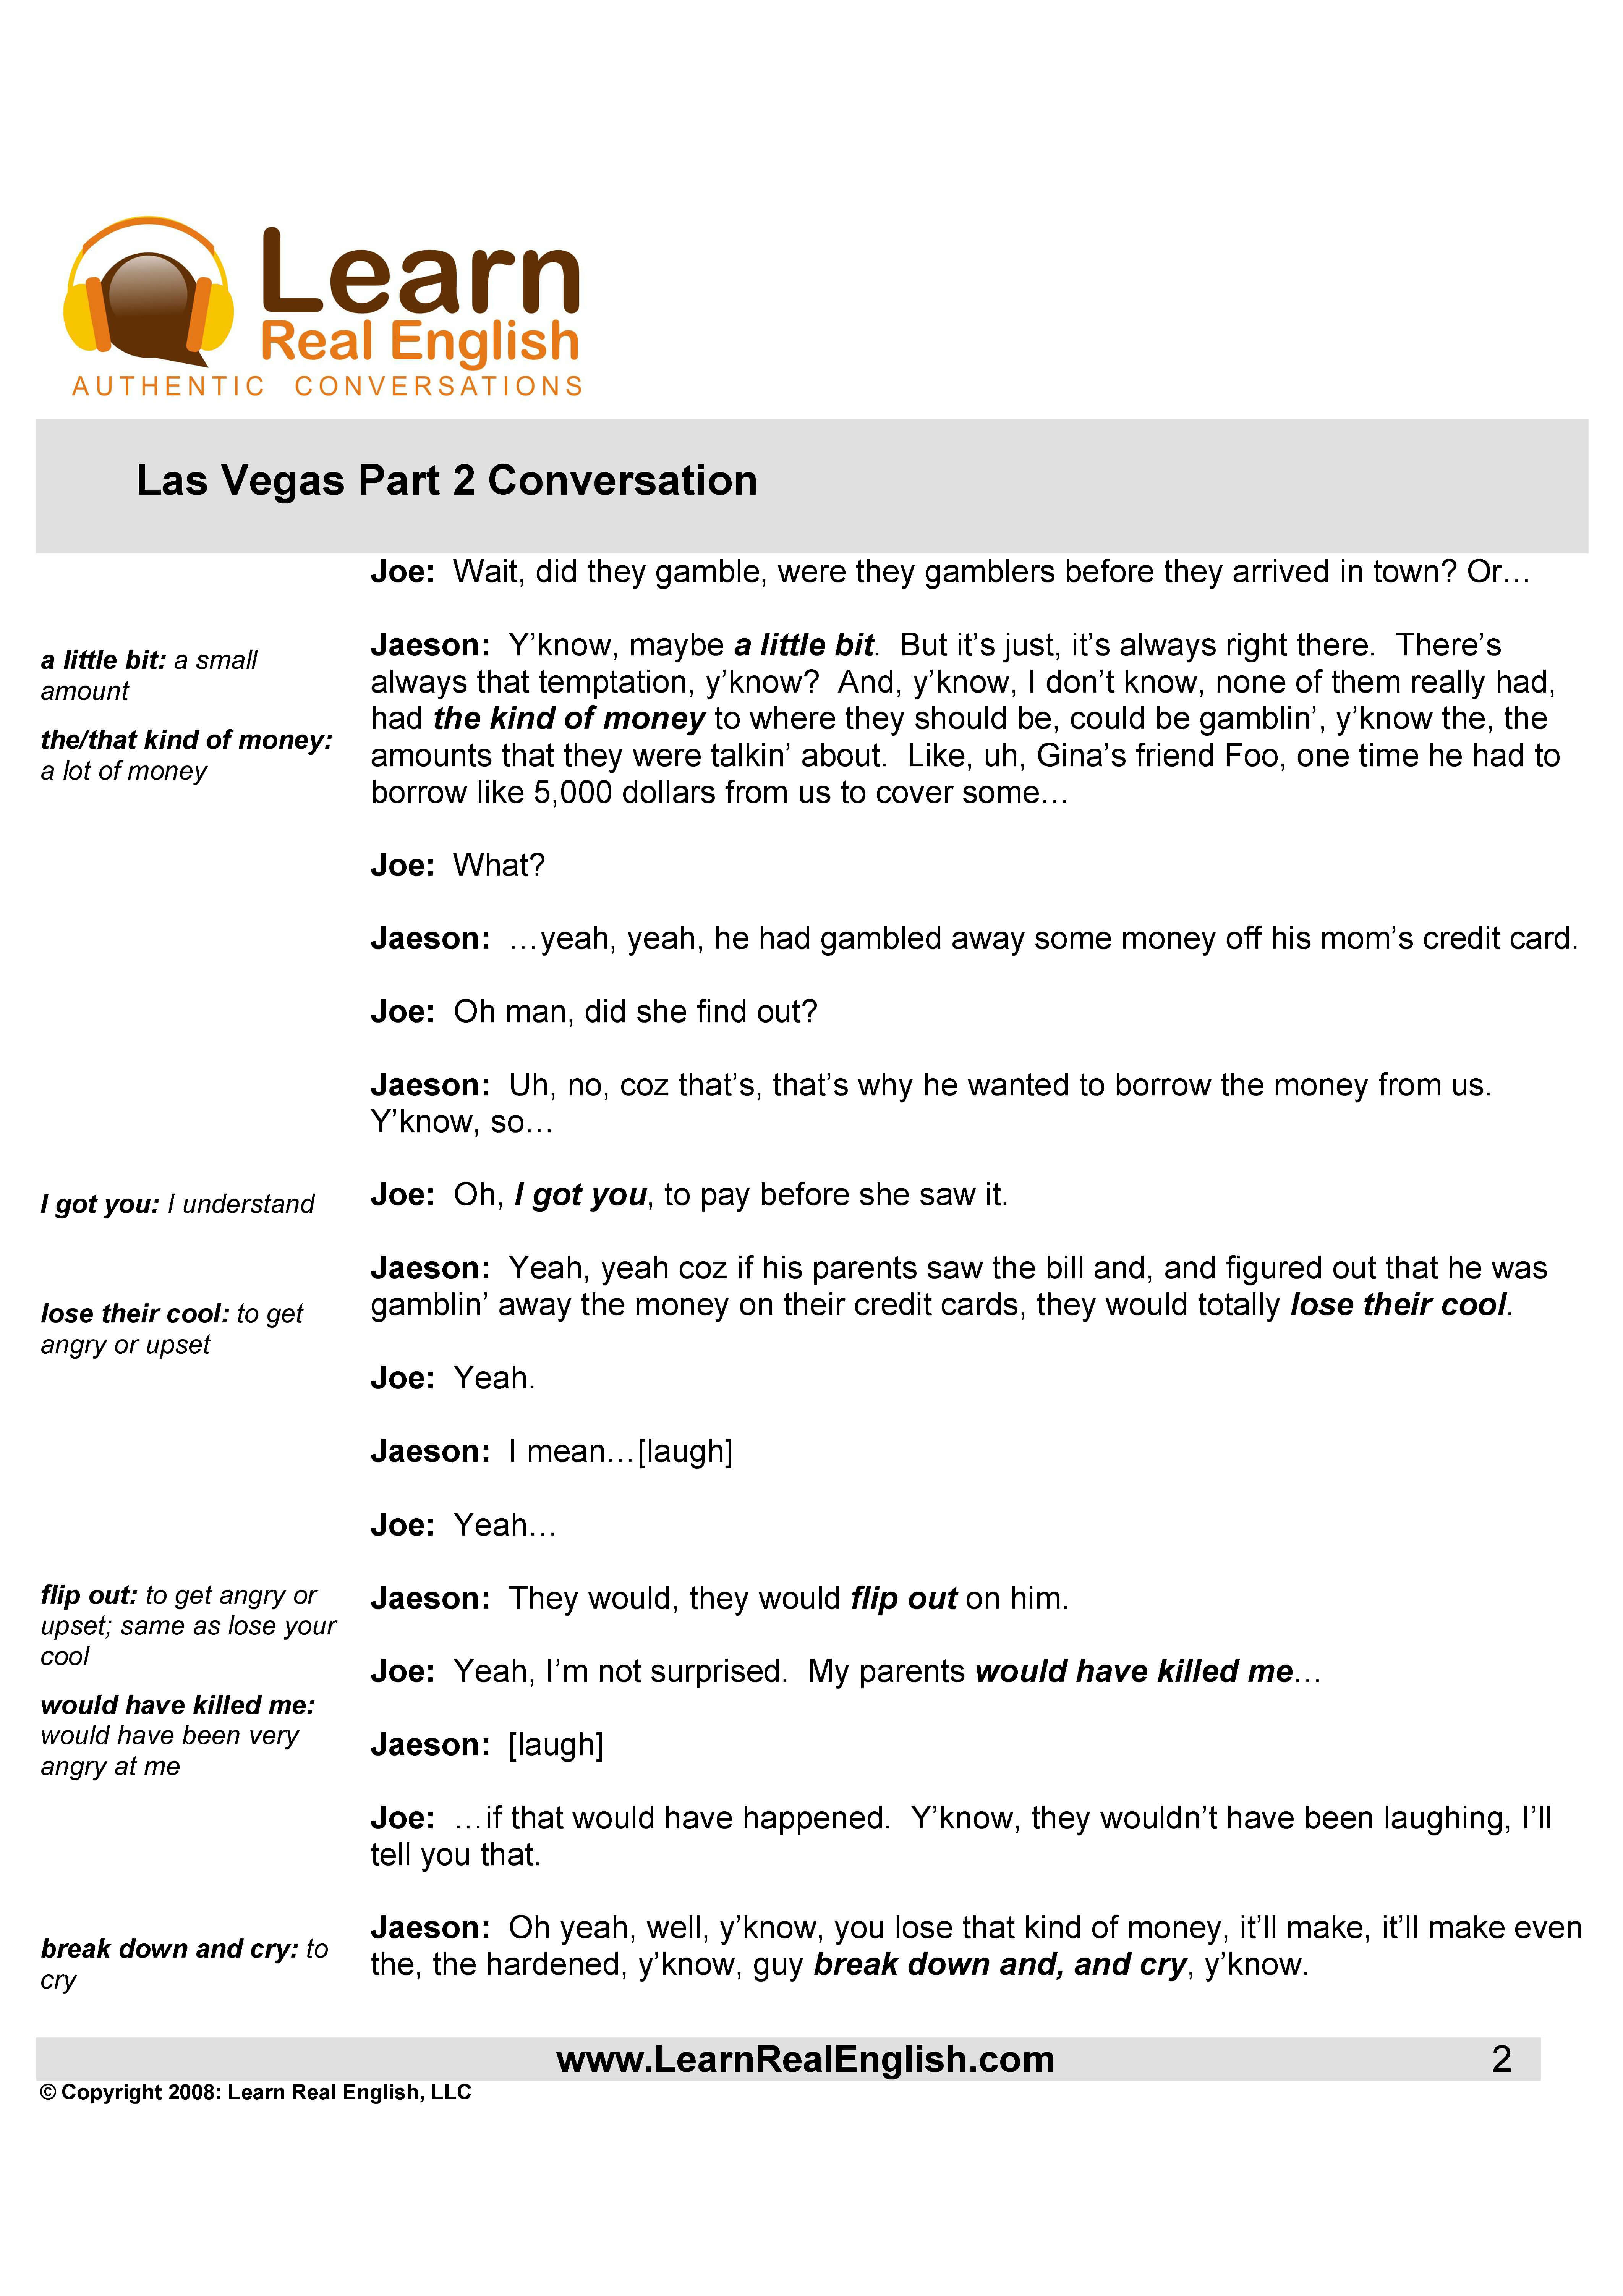 Learn
Real English
AUTHENTIC CONVERSATIONS
Las Vegas Part 2 Conversation
Joe: Wait, did they gamble, were they gamblers before they arrived in town? Or…
a little bit: a small
amount
the/that kind of money:
a lot of money
Jaeson: Y’know, maybe a little bit. But it’s just, it’s always right there. There’s
always that temptation, y’know? And, y’know, I don’t know, none of them really had,
had the kind of money to where they should be, could be gamblin’, y’know the, the
amounts that they were talkin’ about. Like, uh, Gina’s friend Foo, one time he had to
borrow like 5,000 dollars from us to cover some…
Joe: What?
Jaeson: …yeah, yeah, he had gambled away some money off his mom’s credit card.
Joe: Oh man, did she find out?
Jaeson: Uh, no, coz that’s, that’s why he wanted to borrow the money from us.
Y’know, so…
I got you: I understand
Joe: Oh, I got you, to pay before she saw it.
Jaeson: Yeah, yeah coz if his parents saw the bill and, and figured out that he was
gamblin’ away the money on their credit cards, they would totally lose their cool.
lose their cool: to get
angry or upset
Joe: Yeah.
Jaeson: I mean…[laugh]
Joe: Yeah…
flip out: to get angry or
upset; same as lose your
cool
Jaeson: They would, they would flip out on him.
Joe: Yeah, I’m not surprised. My parents would have killed me…
would have killed me:
would have been very
angry at me
Jaeson: [laugh]
Joe: …if that would have happened. Y’know, they wouldn’t have been laughing, I’ll
tell you that.
Jaeson: Oh yeah, well, y’know, you lose that kind of money, it’ll make, it’ll make even
the, the hardened, y’know, guy break down and, and cry, y’know.
break down and cry: to
cry
www.LearnRealEnglish.com 2
© Copyright 2008: Learn Real English, LLC